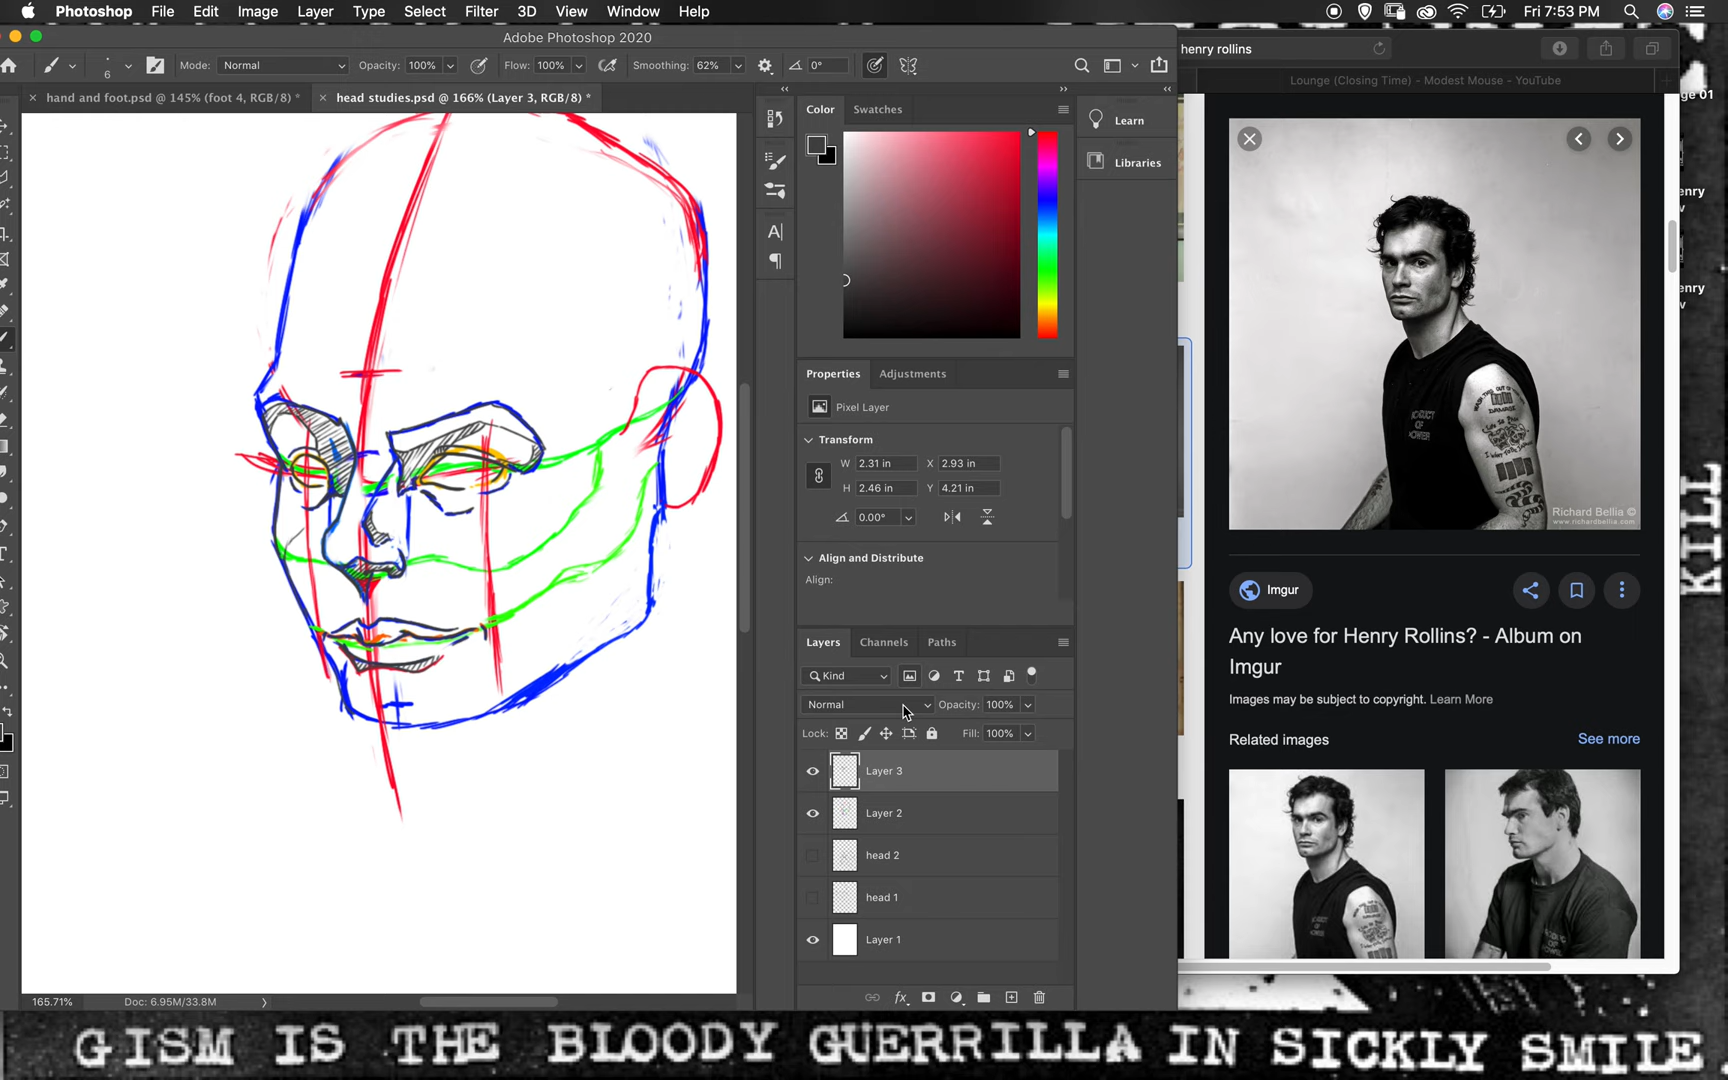 Photoshop File Edit Image Layer Type Select Filter 3D View Window Help Fri 7:53 PM
Adobe Photoshop 2020
henry rollins
6 Mode: Normal Opacity: 100% Flow: 100% Smoothing: 62% 0°
Lounge (Closing Time) - Modest Mouse - YouTube
hand and foot.psd @ 145% (foot 4, RGB/8) * head studies.psd @ 166% (Layer 3, RGB/8) *
Color Swatches
Learn
Libraries
Properties Adjustments
Pixel Layer
Transform
W 2.31 in X 2.93 in
H 2.46 in Y 4.21 in
0.00°
Align and Distribute
Align:
Layers Channels Paths
Kind
Normal Opacity: 100%
Lock: Fill: 100%
Layer 3
Layer 2
head 2
head 1
Layer 1
165.71% Doc: 6.95M/33.8M
Richard Bellia ©
www.richardbellia.com
Imgur
Any love for Henry Rollins? - Album on
Imgur
Images may be subject to copyright. Learn More
Related images See more
KILL
GISM IS THE BLOODY GUERRILLA IN SICKLY SMILE